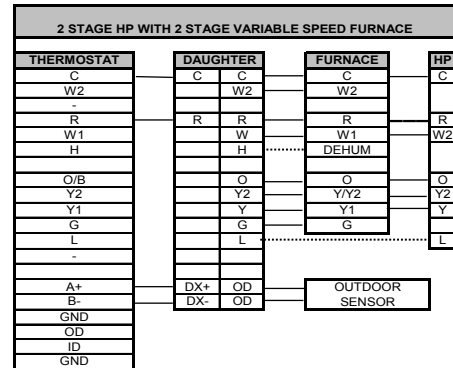 2 STAGE HP WITH 2 STAGE VARIABLE SPEED FURNACE
THERMOSTAT DAUGHTER FURNACE HP
C C C C C
W2 W2 W2
-
R R R R R
W1 W W1 W2
H H DEHUM
O/B O O O
Y2 Y2 Y/Y2 Y2
Y1 Y Y1 Y
G G G
L L L
-
A+ DX+ OD OUTDOOR
B- DX- OD SENSOR
GND
OD
ID
GND